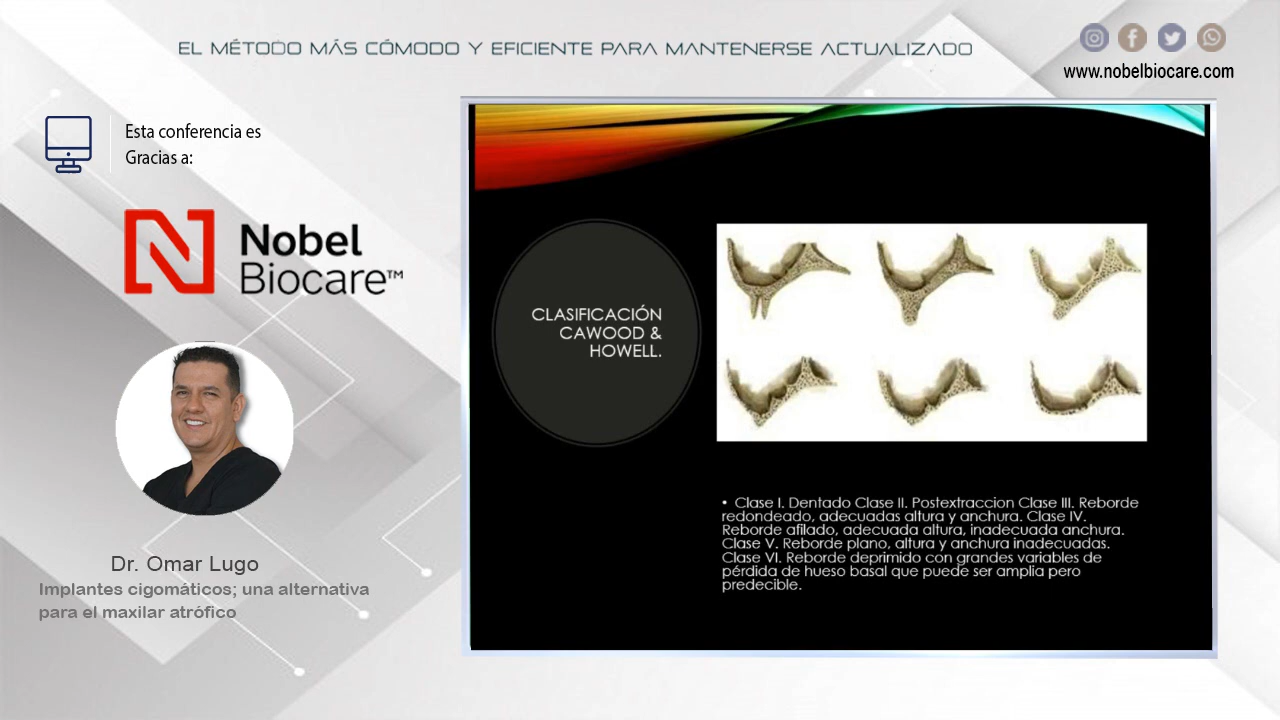 EL MÉTODO MÁS CÓMODO Y EFICIENTE PARA MANTENERSE ACTUALIZADO
www.nobelbiocare.com
Esta conferencia es
Gracias a:
Nobel
Biocare™
Dr. Omar Lugo
Implantes cigomáticos; una alternativa
para el maxilar atrófico
CLASIFICACIÓN
CAWOOD &
HOWELL.
• Clase I. Dentado Clase II. Postextraccion Clase III. Reborde
redondeado, adecuadas altura y anchura. Clase IV.
Reborde afilado, adecuada altura, inadecuada anchura.
Clase V. Reborde plano, altura y anchura inadecuadas.
Clase VI. Reborde deprimido con grandes variables de
pérdida de hueso basal que puede ser amplia pero
predecible.